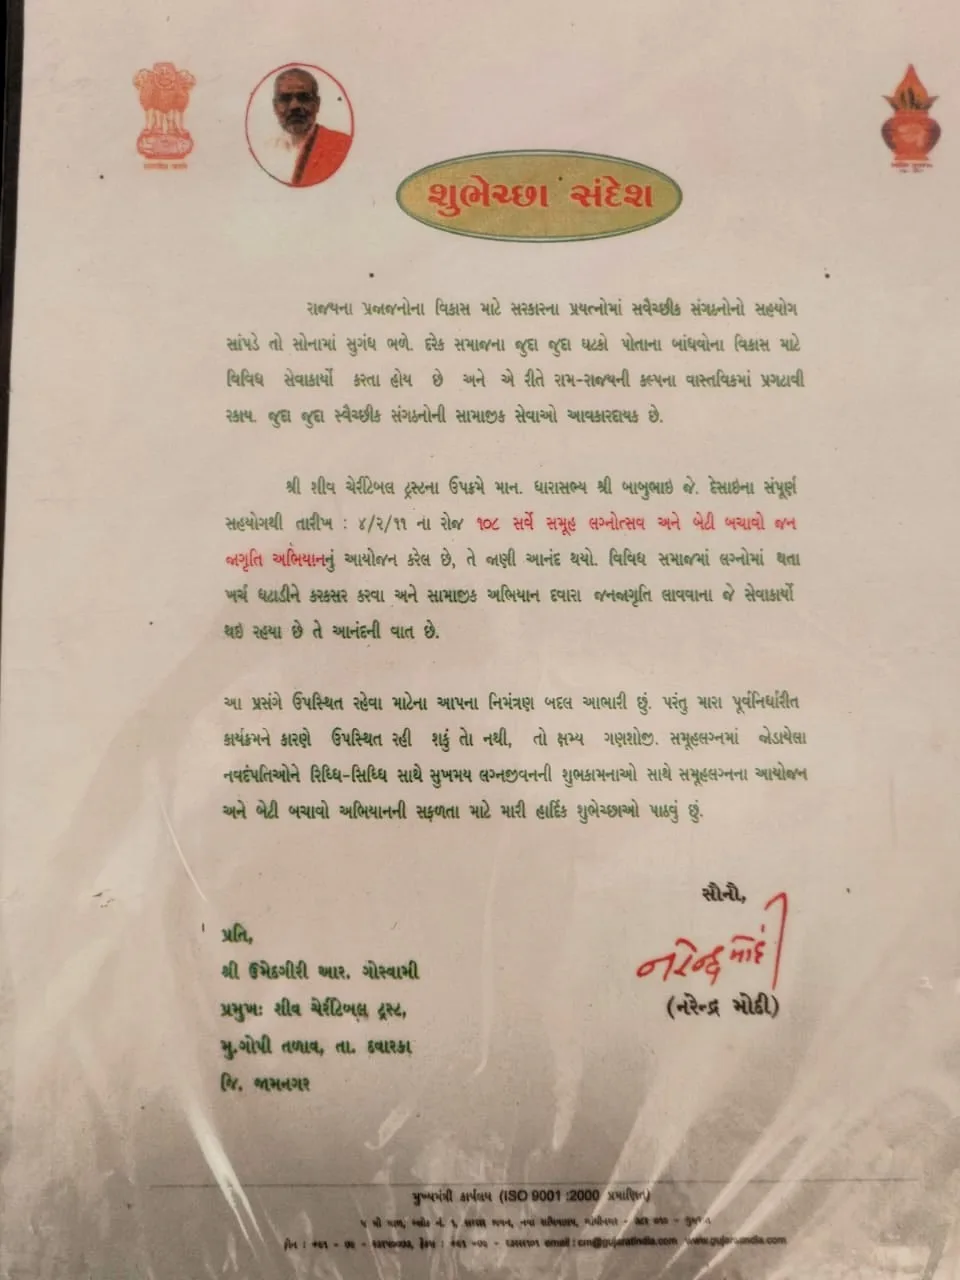 શુભેચ્છા સંદેશ
રાજ્યના પ્રજાજનોના વિકાસ માટે સરકારના પ્રયત્નોમાં સવૈચ્છીક સંગઠનોનો સહયોગ
સાંપડે તો સોનામાં સુગંધ ભળે. દરેક સમાજના જુદા જુદા ઘટકો પોતાના બાંધવોના વિકાસ માટે
વિવિધ સેવાકાર્યો કરતા હોય છે અને એ રીતે રામ-રાજ્યની કલ્પના વાસ્તવિકમાં પ્રગટાવી
રકાય. જુદા જુદા સ્વૈચ્છીક સંગઠનોની સામાજીક સેવાઓ આવકારદાયક છે.
શ્રી શીવ ચેરીટેબલ ટ્રસ્ટના ઉપક્રમે માન. ધારાસભ્ય શ્રી બાબુભાઇ જે. દેસાઇના સંપૂર્ણ
સહયોગથી તારીખ : ૪/૨/૧૧ ના રોજ ૧૦૮ સર્વે સમૂહ લગ્નોત્સવ અને બેટી બચાવો જન
જાગૃતિ અભિયાનનું આયોજન કરેલ છે, તે જાણી આનંદ થયો. વિવિધ સમાજમાં લગ્નોમાં થતા
ખર્ચ ઘટાડીને કરકસર કરવા અને સામાજીક અભિયાન દવારા જનજાગૃતિ લાવવાના જે સેવાકાર્યો
થઇ રહયા છે તે આનંદની વાત છે.
આ પ્રસંગે ઉપસ્થિત રહેવા માટેના આપના નિમંત્રણ બદલ આભારી છું. પરંતુ મારા પૂર્વનિર્ધારીત
કાર્યક્રમને કારણે ઉપસ્થિત રહી શકું તેા નથી, તો ક્ષમ્ય ગણશોજી. સમૂહલગ્નમાં જોડાયેલા
નવદંપતિઓને રિધ્ધિ-સિધ્ધિ સાથે સુખમય લગ્નજીવનની શુભકામનાઓ સાથે સમૂહલગ્નના આયોજન
અને બેટી બચાવો અભિયાનની સફળતા માટે મારી હાર્દિક શુભેચ્છાઓ પાઠવું છું.
સૌનૌ,
નરેન્દ્ર મોદી
(નરેન્દ્ર મોદી)
પ્રતિ,
શ્રી ઉમેદગીરી આર. ગોસ્વામી
પ્રમુખઃ શીવ ચેરીટેબલ ટ્રસ્ટ,
મુ.ગોપી તળાવ, તા. દવારકા
જિ. જામનગર
મુખ્યમંત્રી કાર્યલય (ISO 9001 :2000 પ્રમાણિત)
email : cm@gujaratindia.com www.gujaratindia.com